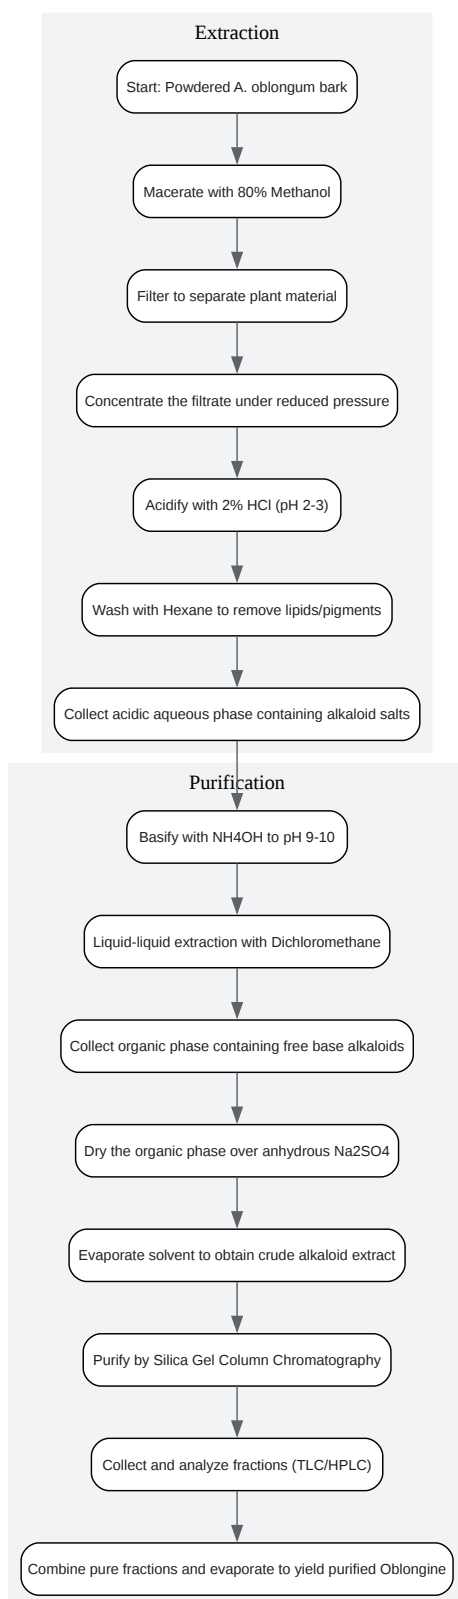 Extraction
Start: Powdered A. oblongum bark
Macerate with 80% Methanol
Filter to separate plant material
Concentrate the filtrate under reduced pressure
Acidify with 2% HCl (pH 2-3)
Wash with Hexane to remove lipids/pigments
Collect acidic aqueous phase containing alkaloid salts
Purification
Basify with NH4OH to pH 9-10
Liquid-liquid extraction with Dichloromethane
Collect organic phase containing free base alkaloids
Dry the organic phase over anhydrous Na2SO4
Evaporate solvent to obtain crude alkaloid extract
Purify by Silica Gel Column Chromatography
Collect and analyze fractions (TLC/HPLC)
Combine pure fractions and evaporate to yield purified Oblongine